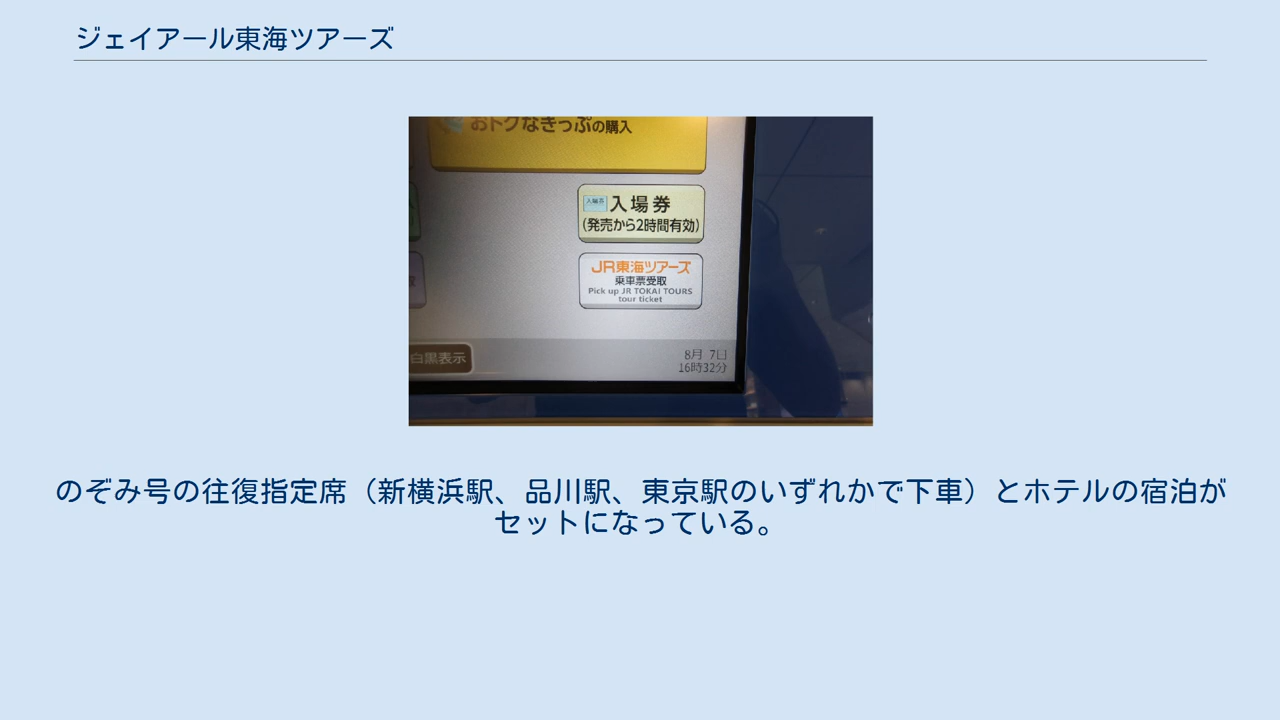 ジェイアール東海ツアーズ
おトクなきっぷの購入
入場券 入場券
(発売から2時間有効)
JR東海ツアーズ
乗車票受取
Pick up JR TOKAI TOURS
tour ticket
白黒表示
8月 7日
16時32分
のぞみ号の往復指定席（新横浜駅、品川駅、東京駅のいずれかで下車）とホテルの宿泊が
セットになっている。